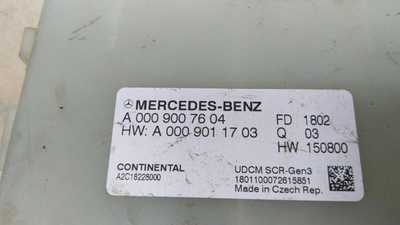 MERCEDES-BENZ
A 000 900 76 04 FD 1802
HW: A 000 901 17 03 Q 03
HW 150800
CONTINENTAL UDCM SCR-Gen3
A2C18228000 1801100072615851
Made in Czech Rep.